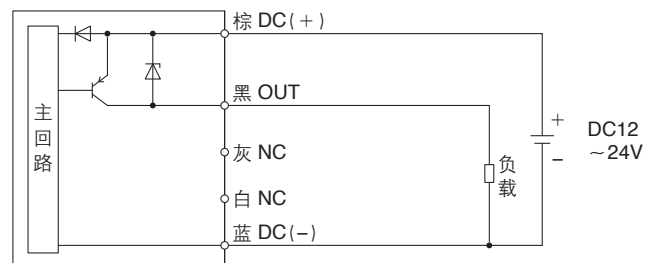 棕 DC(+)
黑 OUT
主回路
灰 NC
白 NC
蓝 DC(−)
负载
+
−
DC12
～24V